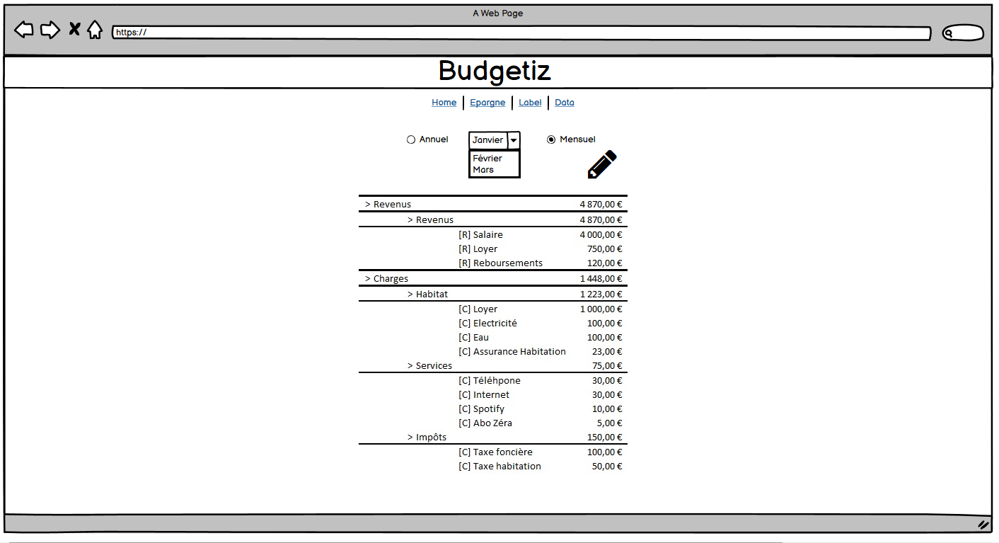 A Web Page
https://
Budgetiz
Home Epargne Label Data
Annuel Janvier Mensuel
Février
Mars
> Revenus 4 870,00 €
> Revenus 4 870,00 €
[R] Salaire 4 000,00 €
[R] Loyer 750,00 €
[R] Reboursements 120,00 €
> Charges 1 448,00 €
> Habitat 1 223,00 €
[C] Loyer 1 000,00 €
[C] Electricité 100,00 €
[C] Eau 100,00 €
[C] Assurance Habitation 23,00 €
> Services 75,00 €
[C] Téléhpone 30,00 €
[C] Internet 30,00 €
[C] Spotify 10,00 €
[C] Abo Zéra 5,00 €
> Impôts 150,00 €
[C] Taxe foncière 100,00 €
[C] Taxe habitation 50,00 €